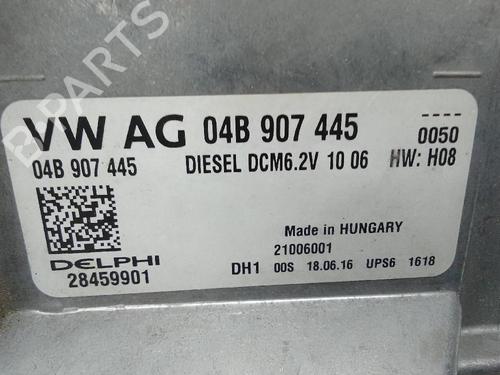 B PARTS
----
VW AG 04B 907 445 0050
04B 907 445 DIESEL DCM6.2V 10 06 HW: H08
Made in HUNGARY
21006001
DELPHI
28459901 DH1 00S 18.06.16 UPS6 1618